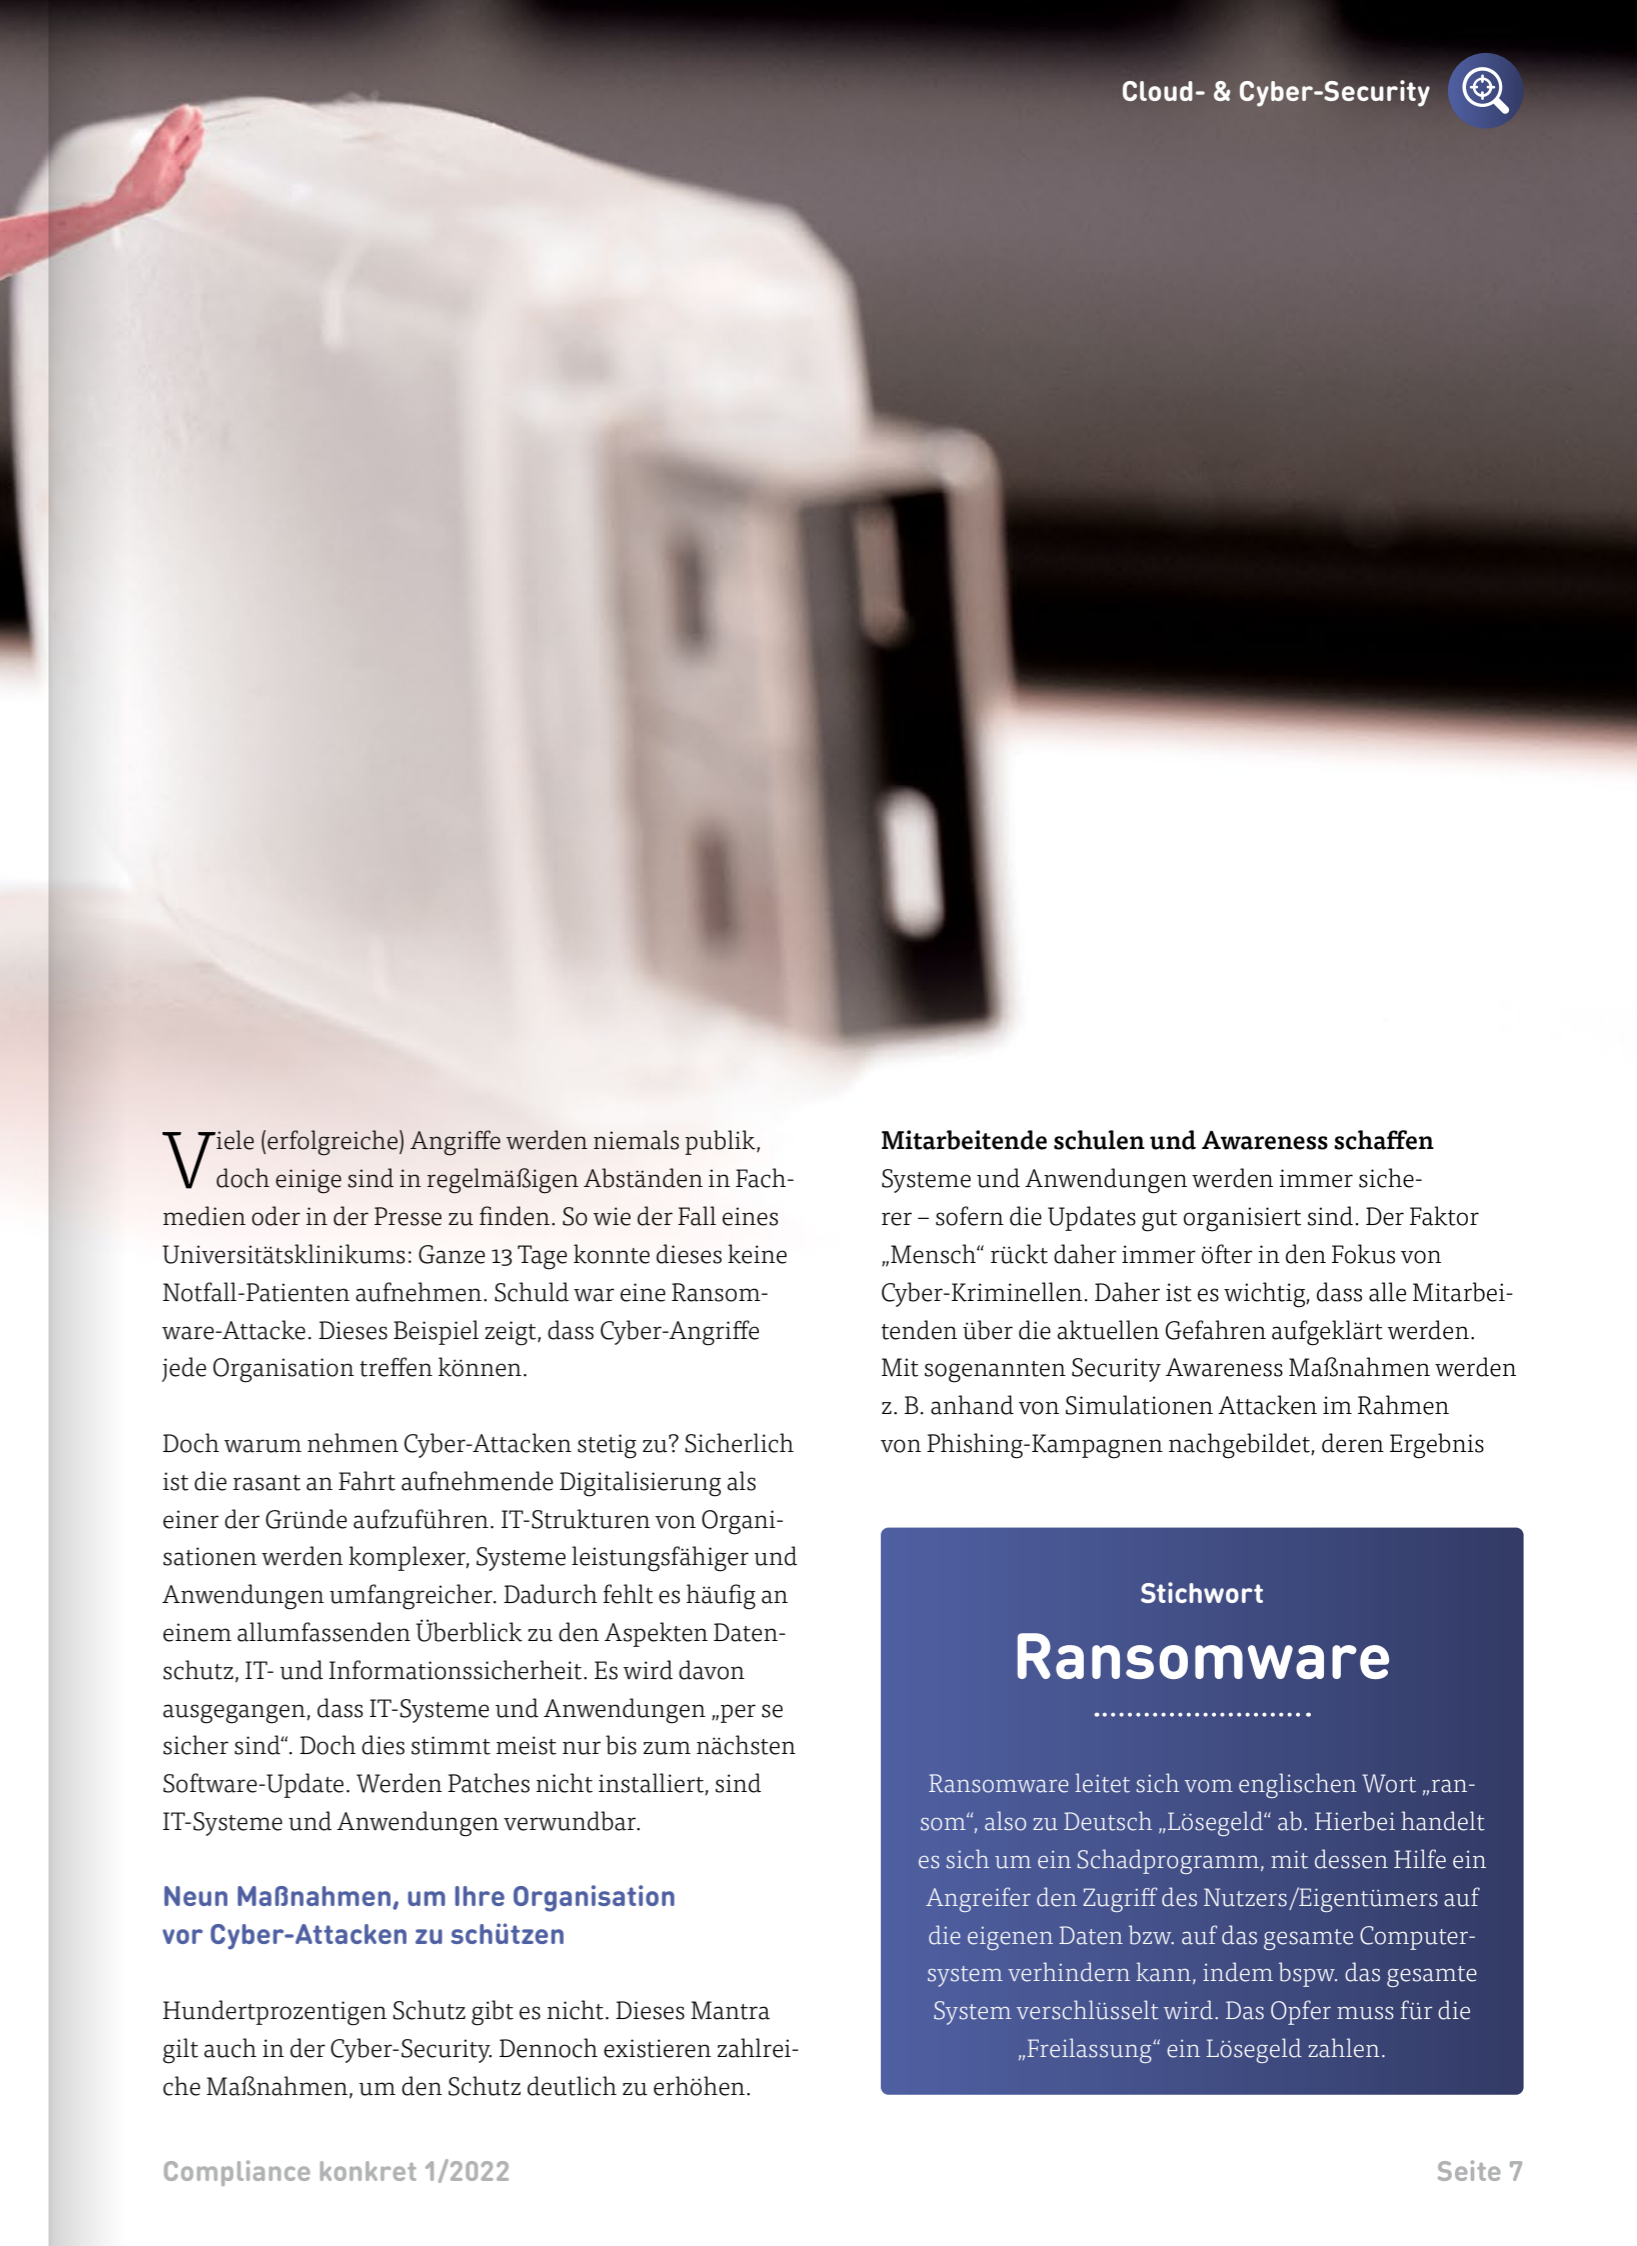 Cloud- & Cyber-Security
Viele (erfolgreiche) Angriffe werden niemals publik,
doch einige sind in regelmäßigen Abständen in Fach-
medien oder in der Presse zu finden. So wie der Fall eines
Universitätsklinikums: Ganze 13 Tage konnte dieses keine
Notfall-Patienten aufnehmen. Schuld war eine Ransom-
ware-Attacke. Dieses Beispiel zeigt, dass Cyber-Angriffe
jede Organisation treffen können.
Doch warum nehmen Cyber-Attacken stetig zu? Sicherlich
ist die rasant an Fahrt aufnehmende Digitalisierung als
einer der Gründe aufzuführen. IT-Strukturen von Organi-
sationen werden komplexer, Systeme leistungsfähiger und
Anwendungen umfangreicher. Dadurch fehlt es häufig an
einem allumfassenden Überblick zu den Aspekten Daten-
schutz, IT- und Informationssicherheit. Es wird davon
ausgegangen, dass IT-Systeme und Anwendungen „per se
sicher sind“. Doch dies stimmt meist nur bis zum nächsten
Software-Update. Werden Patches nicht installiert, sind
IT-Systeme und Anwendungen verwundbar.
Neun Maßnahmen, um Ihre Organisation
vor Cyber-Attacken zu schützen
Hundertprozentigen Schutz gibt es nicht. Dieses Mantra
gilt auch in der Cyber-Security. Dennoch existieren zahlrei-
che Maßnahmen, um den Schutz deutlich zu erhöhen.
Mitarbeitende schulen und Awareness schaffen
Systeme und Anwendungen werden immer siche-
rer – sofern die Updates gut organisiert sind. Der Faktor
„Mensch“ rückt daher immer öfter in den Fokus von
Cyber-Kriminellen. Daher ist es wichtig, dass alle Mitarbei-
tenden über die aktuellen Gefahren aufgeklärt werden.
Mit sogenannten Security Awareness Maßnahmen werden
z. B. anhand von Simulationen Attacken im Rahmen
von Phishing-Kampagnen nachgebildet, deren Ergebnis
Stichwort
Ransomware
Ransomware leitet sich vom englischen Wort „ran-
som“, also zu Deutsch „Lösegeld“ ab. Hierbei handelt
es sich um ein Schadprogramm, mit dessen Hilfe ein
Angreifer den Zugriff des Nutzers/Eigentümers auf
die eigenen Daten bzw. auf das gesamte Computer-
system verhindern kann, indem bspw. das gesamte
System verschlüsselt wird. Das Opfer muss für die
„Freilassung“ ein Lösegeld zahlen.
Compliance konkret 1/2022
Seite 7